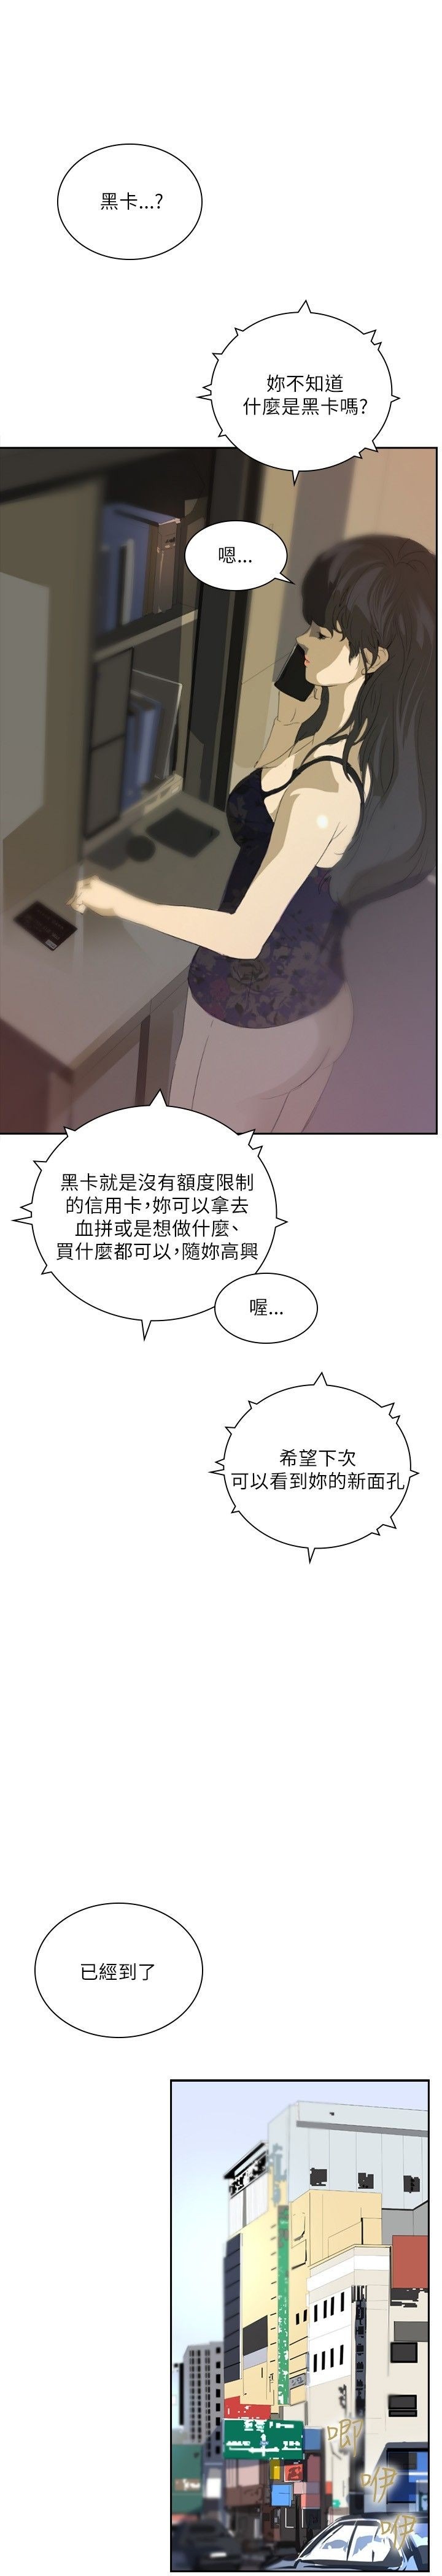 黑卡...?
妳不知道
什麼是黑卡嗎?
嗯...
黑卡就是沒有額度限制
的信用卡，妳可以拿去
血拼或是想做什麼、
買什麼都可以，隨妳高興
喔...
希望下次
可以看到妳的新面孔
已經到了
唧
咿
咿